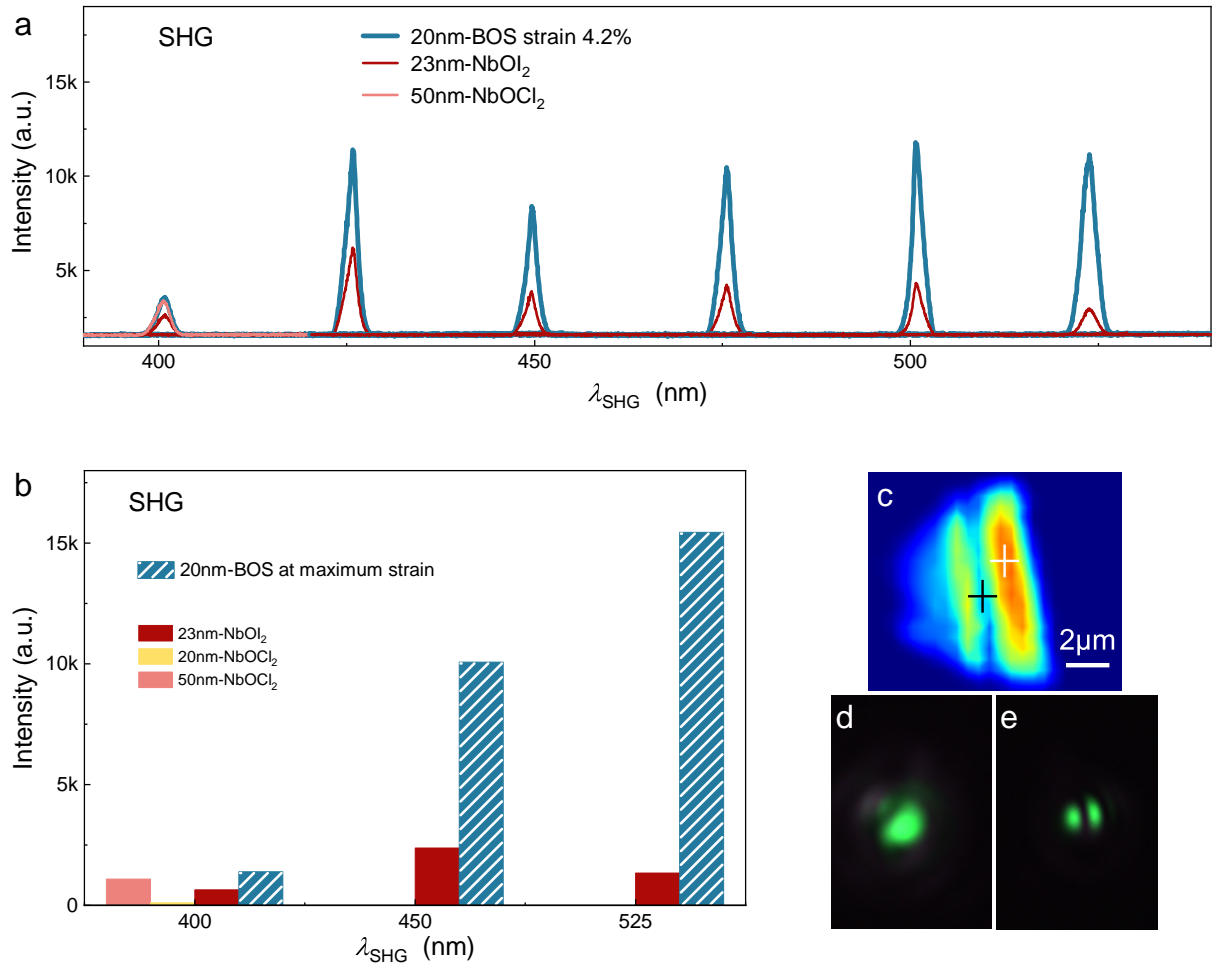 a
SHG
20nm-BOS strain 4.2%
23nm-NbOI₂
50nm-NbOCl₂
15k
10k
5k
Intensity (a.u.)
400
450
500
λSHG (nm)
b
SHG
20nm-BOS at maximum strain
23nm-NbOI₂
20nm-NbOCl₂
50nm-NbOCl₂
15k
10k
5k
0
Intensity (a.u.)
400
450
525
λSHG (nm)
c
2μm
d
e